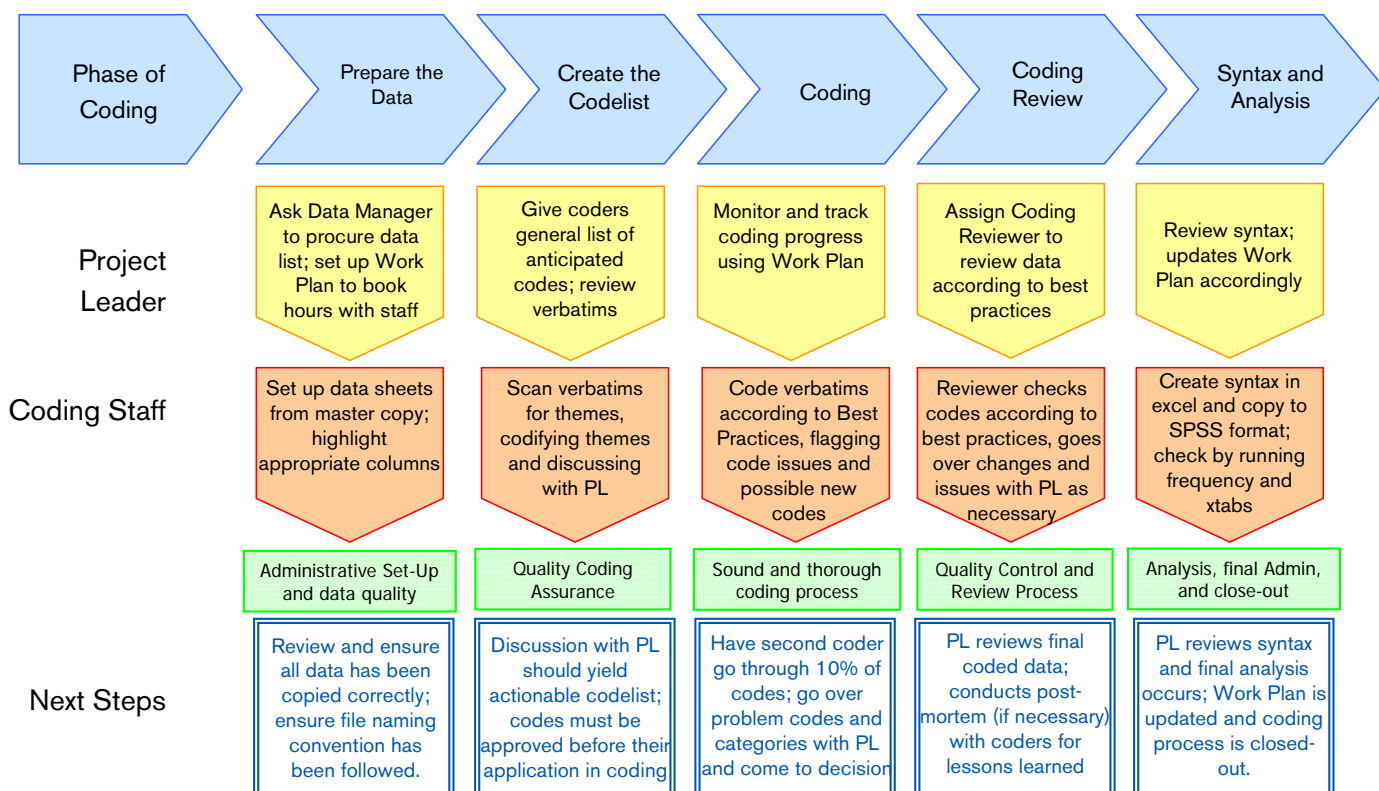 Phase of
Coding
Prepare the
Data
Create the
Codelist
Coding
Coding
Review
Syntax and
Analysis
Project
Leader
Ask Data Manager
to procure data
list; set up Work
Plan to book
hours with staff
Give coders
general list of
anticipated
codes; review
verbatims
Monitor and track
coding progress
using Work Plan
Assign Coding
Reviewer to
review data
according to best
practices
Review syntax;
updates Work
Plan accordingly
Coding Staff
Set up data sheets
from master copy;
highlight
appropriate columns
Scan verbatims
for themes,
codifying themes
and discussing
with PL
Code verbatims
according to Best
Practices, flagging
code issues and
possible new
codes
Reviewer checks
codes according to
best practices, goes
over changes and
issues with PL as
necessary
Create syntax in
excel and copy to
SPSS format;
check by running
frequency and
xtabs
Administrative Set-Up
and data quality
Quality Coding
Assurance
Sound and thorough
coding process
Quality Control and
Review Process
Analysis, final Admin,
and close-out
Next Steps
Review and ensure
all data has been
copied correctly;
ensure file naming
convention has
been followed.
Discussion with PL
should yield
actionable codelist;
codes must be
approved before their
application in coding
Have second coder
go through 10% of
codes; go over
problem codes and
categories with PL
and come to decision
PL reviews final
coded data;
conducts post-
mortem (if necessary)
with coders for
lessons learned
PL reviews syntax
and final analysis
occurs; Work Plan is
updated and coding
process is closed-
out.